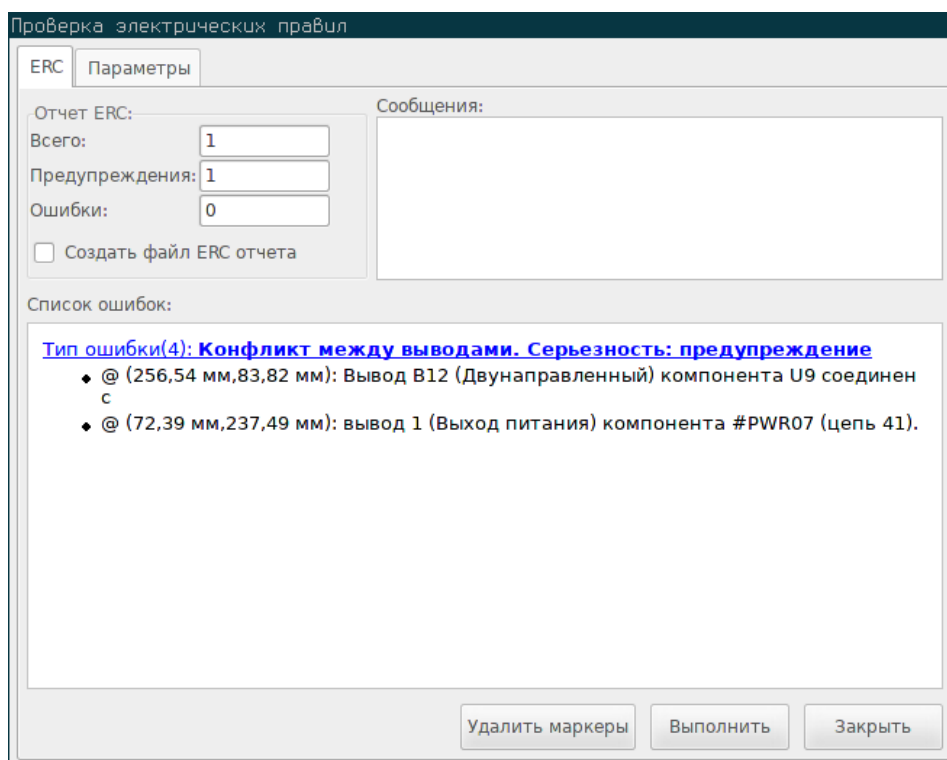 Проверка электрических правил
ERC
Параметры
Отчет ERC:
Сообщения:
Всего:
1
Предупреждения:
1
Ошибки:
0
Создать файл ERC отчета
Список ошибок:
Тип ошибки(4): Конфликт между выводами. Серьезность: предупреждение
@ (256,54 мм,83,82 мм): Вывод B12 (Двунаправленный) компонента U9 соединен
с
@ (72,39 мм,237,49 мм): вывод 1 (Выход питания) компонента #PWR07 (цепь 41).
Удалить маркеры
Выполнить
Закрыть